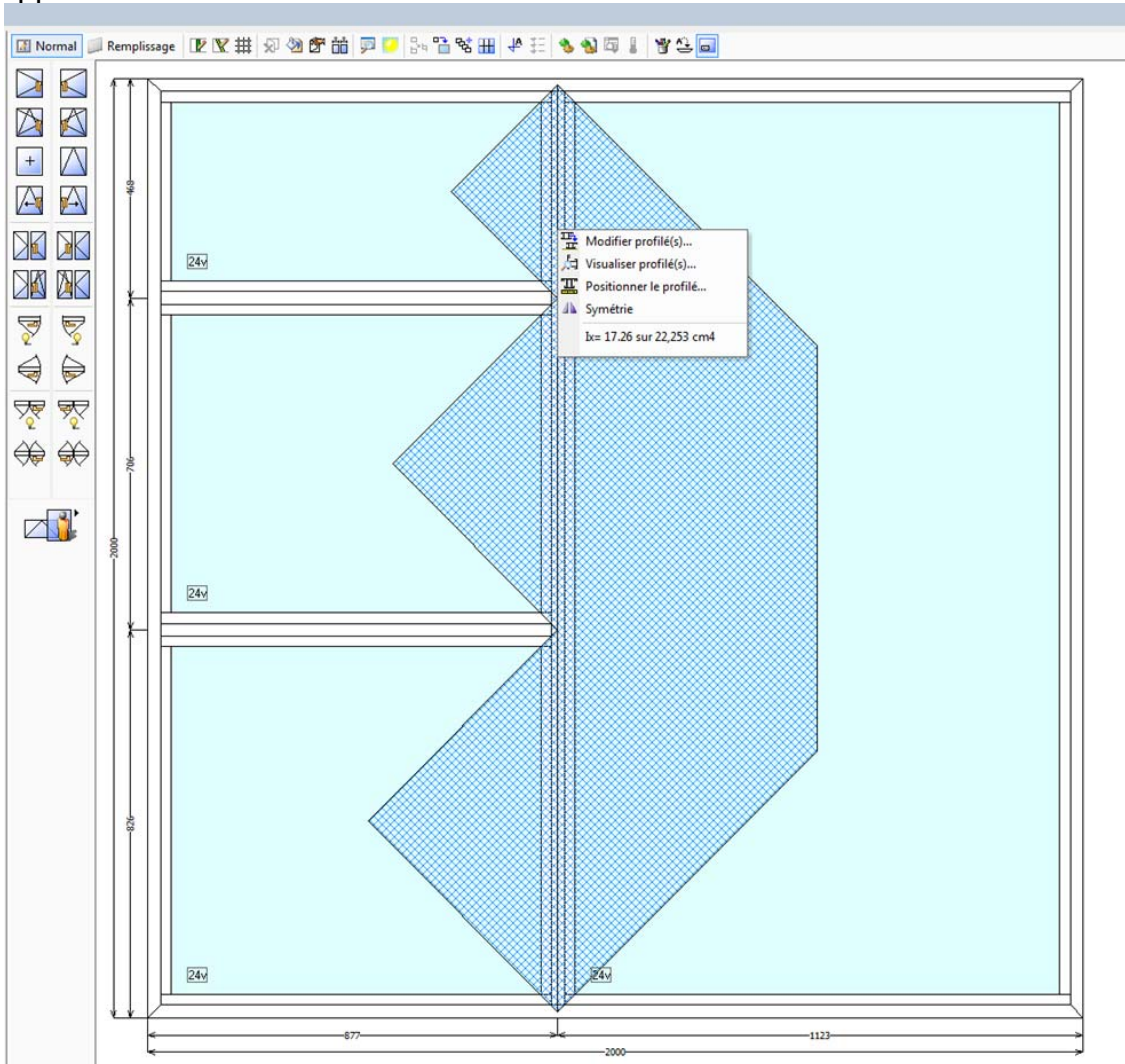 Normal Remplissage
468
24v
Modifier profilé(s)...
Visualiser profilé(s)...
Positionner le profilé...
Symétrie
Ix= 17.26 sur 22,253 cm4
706
2000
24v
826
24v 24v
877 1123
2000